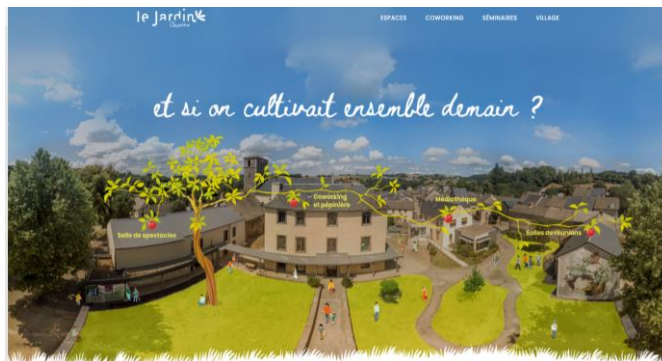 le Jardin
ESPACES COWORKING SÉMINAIRES VILLAGE
et si on cultivait ensemble demain ?
Coworking
et pépinière
Médiathèque
Salle de spectacles
Salles de réunions